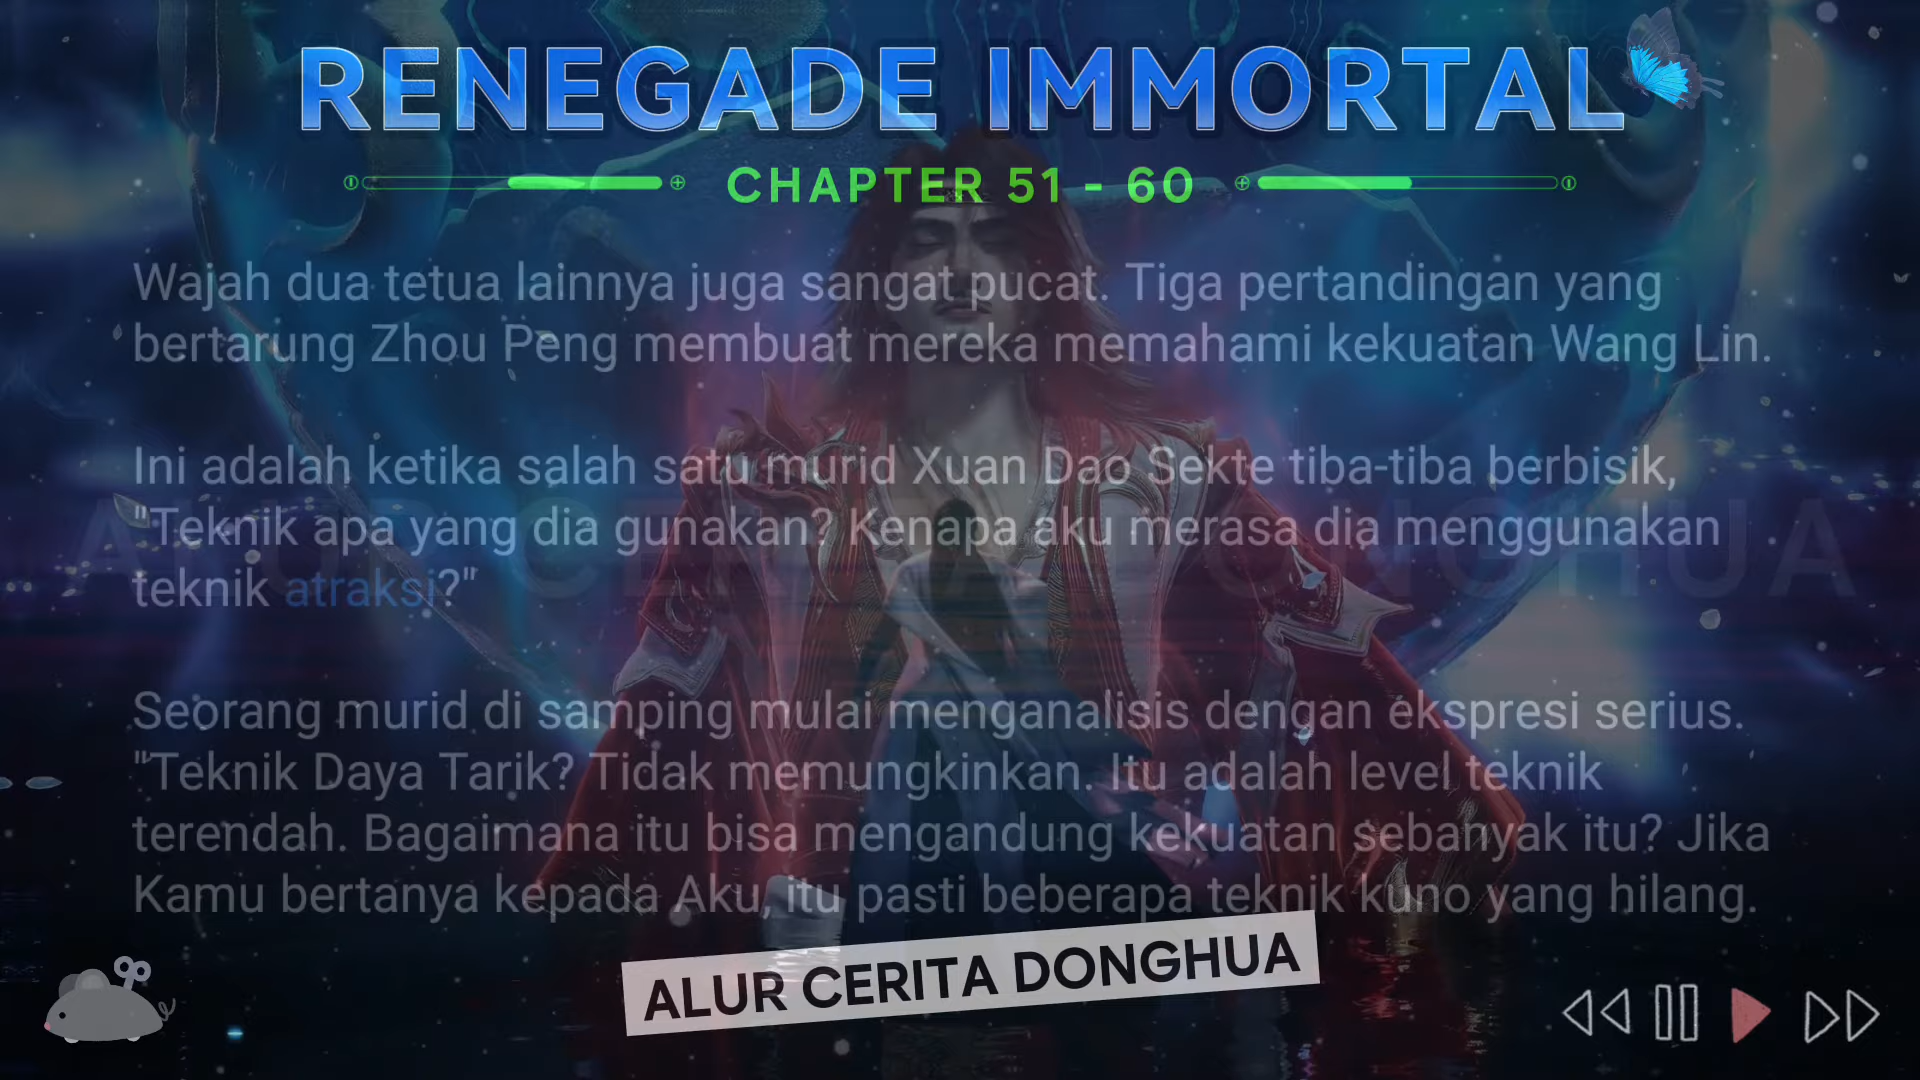 RENEGADE IMMORTAL
CHAPTER 51 - 60
Wajah dua tetua lainnya juga sangat pucat. Tiga pertandingan yang
bertarung Zhou Peng membuat mereka memahami kekuatan Wang Lin.
Ini adalah ketika salah satu murid Xuan Dao Sekte tiba-tiba berbisik,
"Teknik apa yang dia gunakan? Kenapa aku merasa dia menggunakan
teknik atraksi?"
ALUR CERITA DONGHUA
Seorang murid di samping mulai menganalisis dengan ekspresi serius.
"Teknik Daya Tarik? Tidak memungkinkan. Itu adalah level teknik
terendah. Bagaimana itu bisa mengandung kekuatan sebanyak itu? Jika
Kamu bertanya kepada Aku, itu pasti beberapa teknik kuno yang hilang.
ALUR CERITA DONGHUA